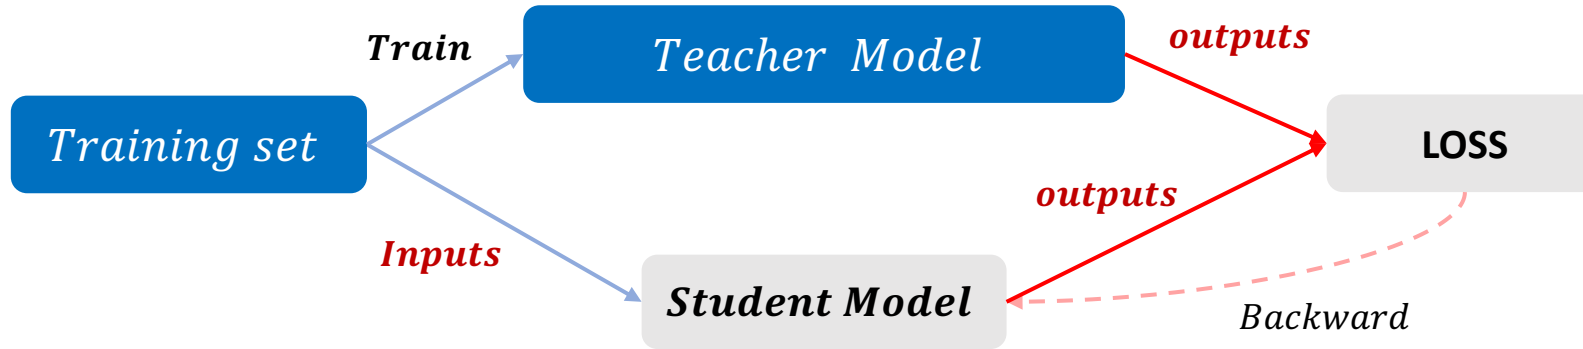 Train
Teacher Model
outputs
Training set
LOSS
outputs
Inputs
Student Model
Backward